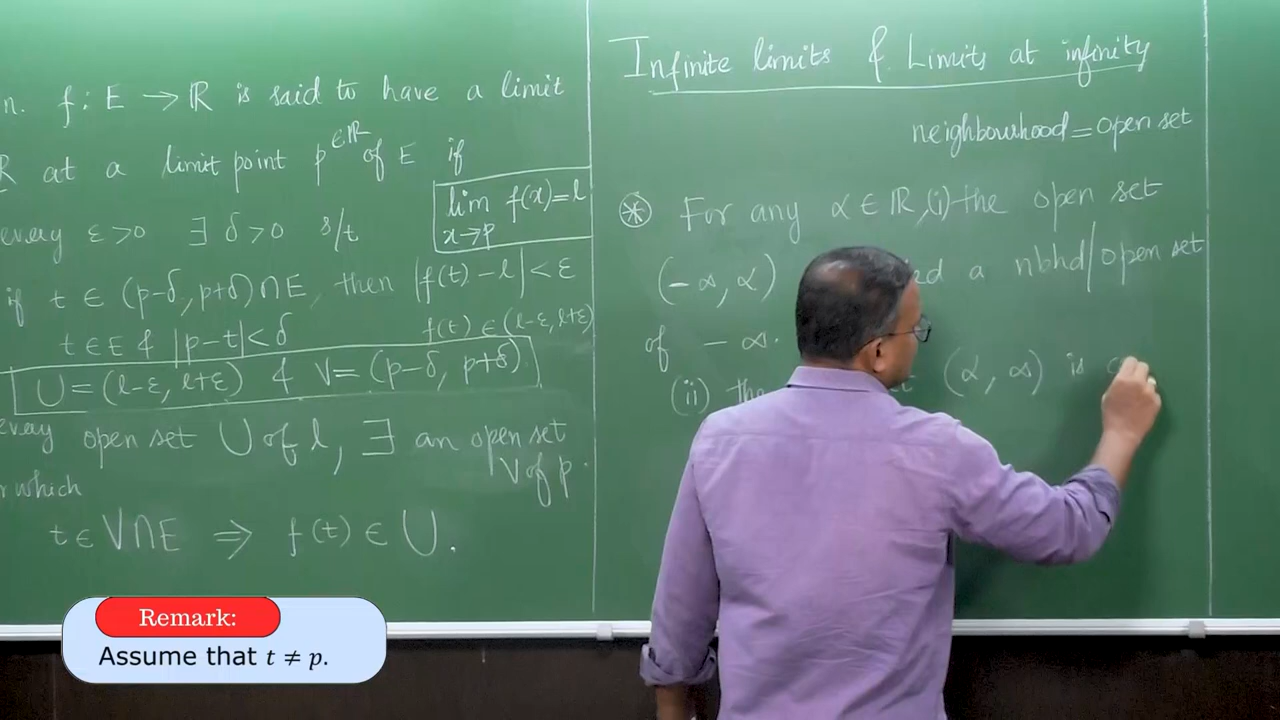 n. f: E → ℝ is said to have a limit
ℝ at a limit point p ∈ℝ of E if
lim f(x) = l
x→p
every ε>0 ∃ δ>0 s/t
if t ∈ (p-δ, p+δ) ∩ E, then |f(t) - l| < ε
t ∈ E & |p-t| < δ
f(t) ∈ (l-ε, l+ε)
U = (l-ε, l+ε) & V = (p-δ, p+δ)
every open set U of l, ∃ an open set
V of p.
which
t ∈ V∩E ⇒ f(t) ∈ U.
Remark:
Assume that t ≠ p.
Infinite limits & Limits at infinity
neighbourhood = open set
* For any α ∈ ℝ, (i) the open set
(-∞, α) a nbhd/open set
of -∞.
(ii) the (α, ∞) is